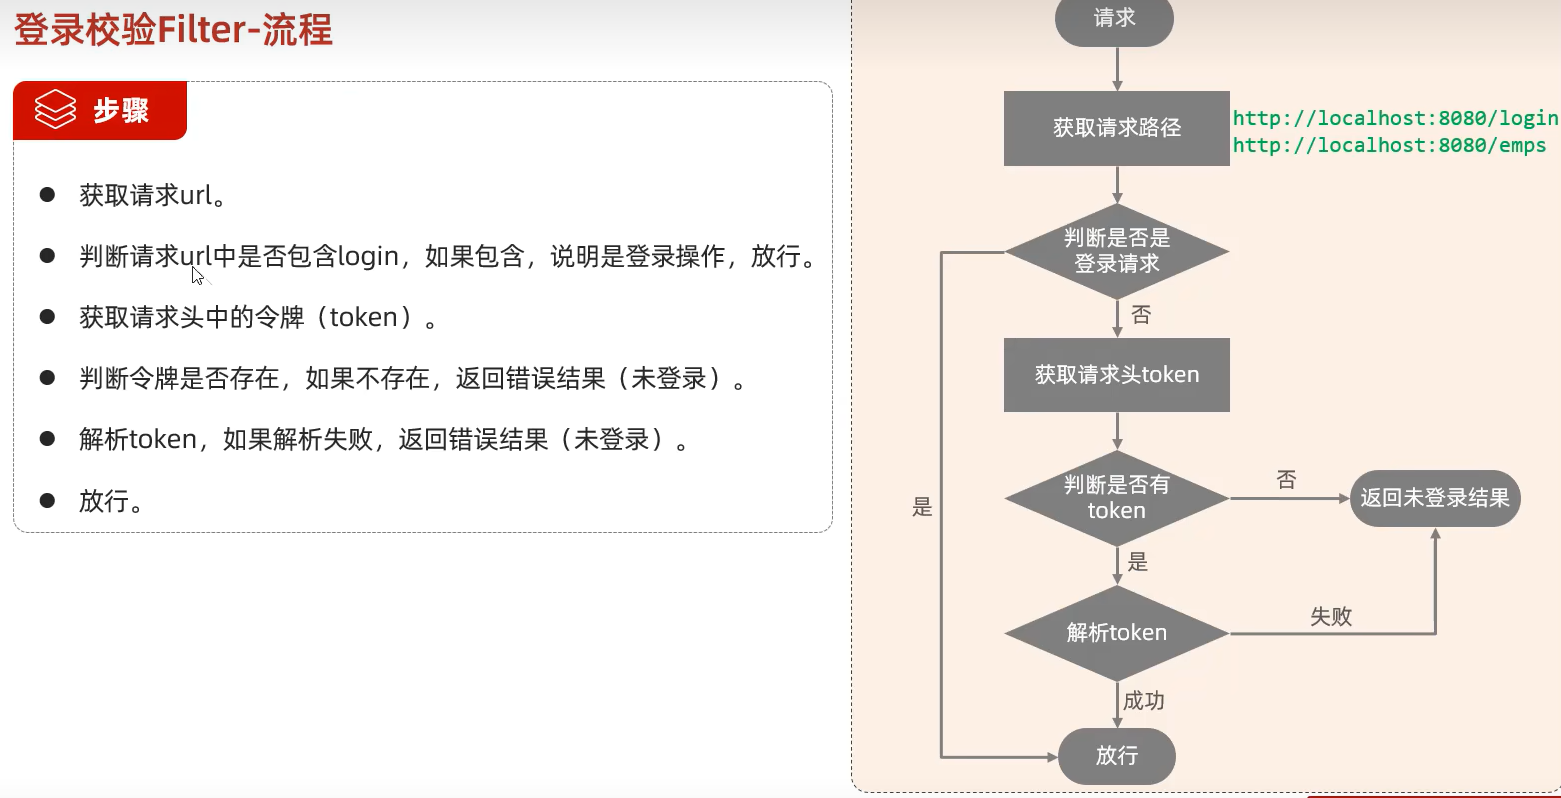 登录校验Filter-流程
步骤
获取请求url。
判断请求url中是否包含login，如果包含，说明是登录操作，放行。
获取请求头中的令牌（token）。
判断令牌是否存在，如果不存在，返回错误结果（未登录）。
解析token，如果解析失败，返回错误结果（未登录）。
放行。
请求
获取请求路径
http://localhost:8080/login
http://localhost:8080/emps
判断是否是
登录请求
否
获取请求头token
判断是否有
token
否
返回未登录结果
是
是
解析token
失败
成功
放行